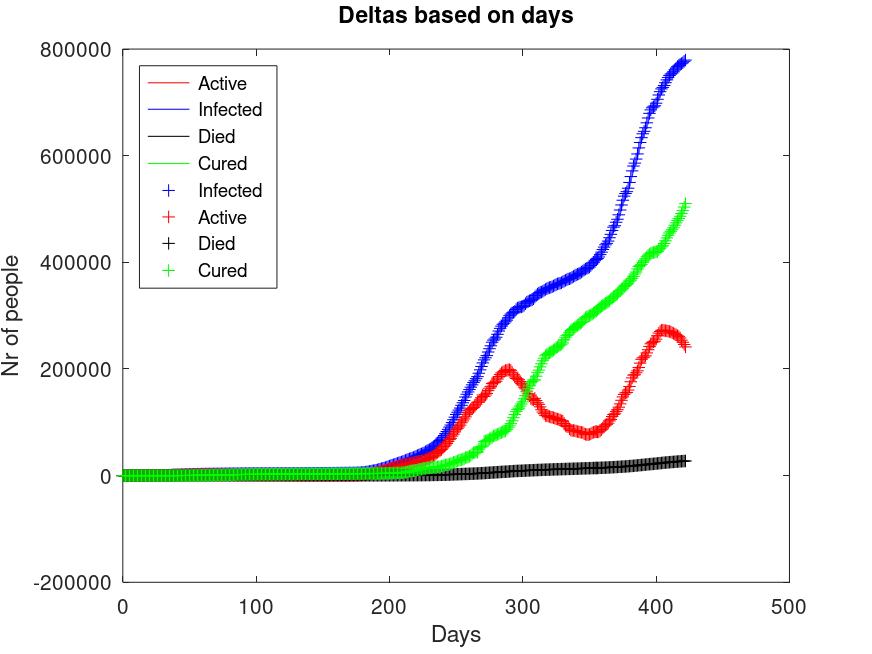 Deltas based on days
800000
600000
400000
200000
0
-200000
Nr of people
Active
Infected
Died
Cured
Infected
Active
Died
Cured
0 100 200 300 400 500
Days